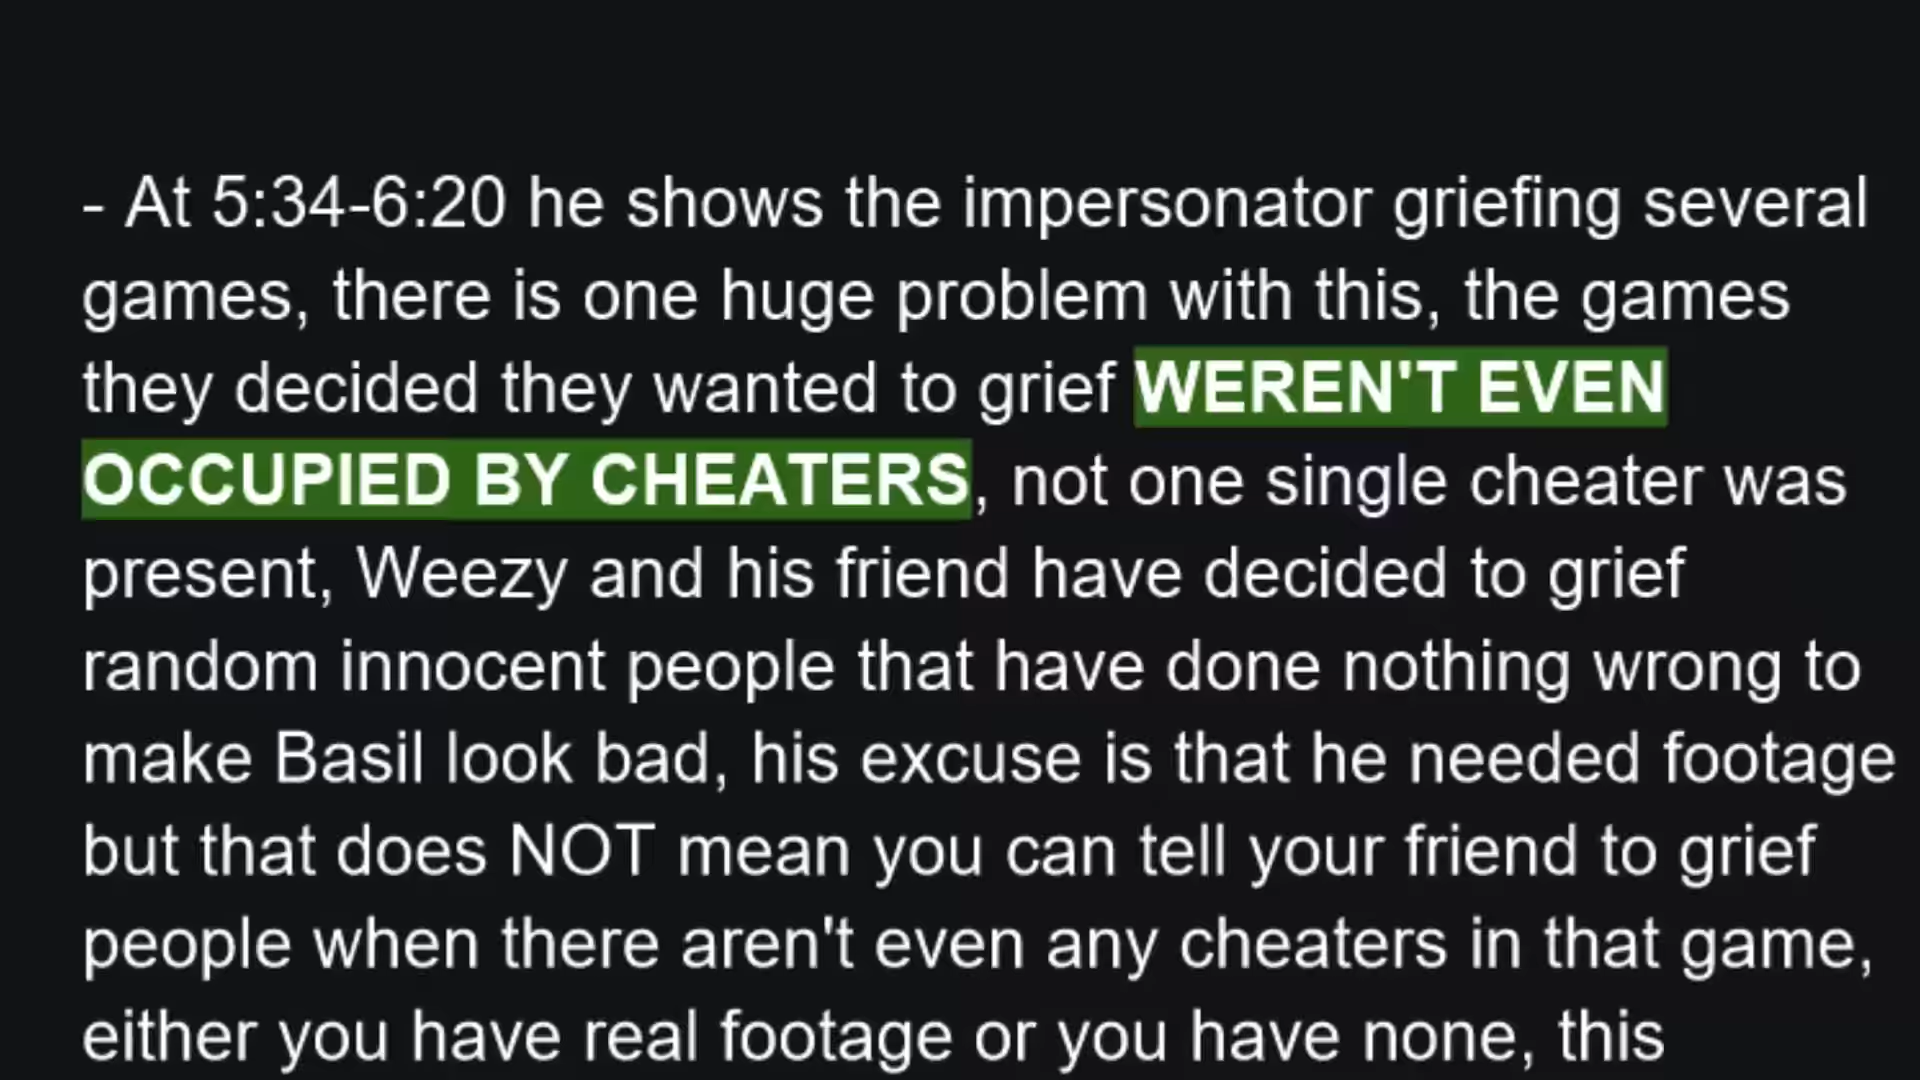 - At 5:34-6:20 he shows the impersonator griefing several
games, there is one huge problem with this, the games
they decided they wanted to grief WEREN'T EVEN
OCCUPIED BY CHEATERS, not one single cheater was
present, Weezy and his friend have decided to grief
random innocent people that have done nothing wrong to
make Basil look bad, his excuse is that he needed footage
but that does NOT mean you can tell your friend to grief
people when there aren't even any cheaters in that game,
either you have real footage or you have none, this